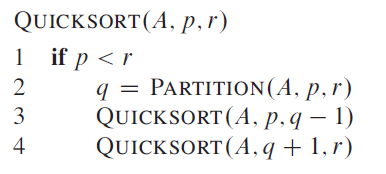 QUICKSORT(A, p, r)
1 if p < r
2 q = PARTITION(A, p, r)
3 QUICKSORT(A, p, q − 1)
4 QUICKSORT(A, q + 1, r)